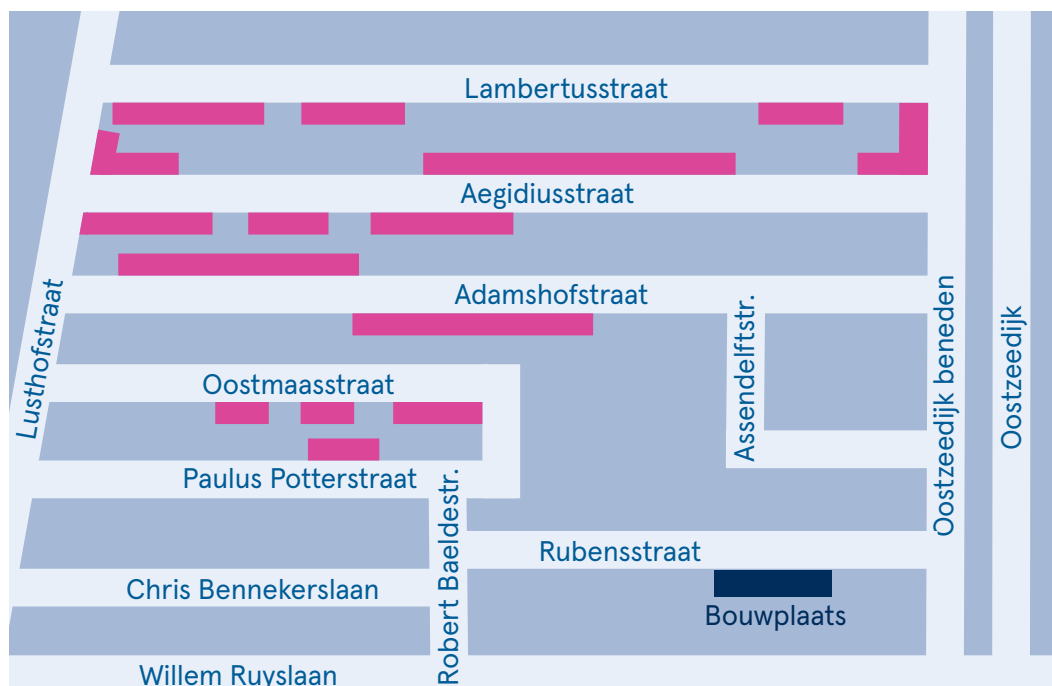 Lambertusstraat
Aegidiusstraat
Adamshofstraat
Lusthofstraat
Assendelftstr.
Oostzeedijk beneden
Oostzeedijk
Oostmaasstraat
Paulus Potterstraat
Robert Baeldestr.
Rubensstraat
Chris Bennekerslaan
Bouwplaats
Willem Ruyslaan